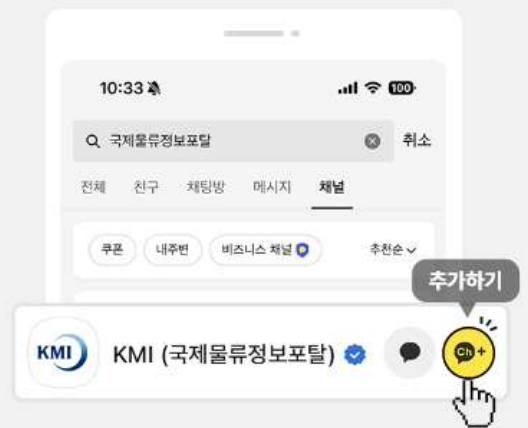 10:33 100
국제물류정보포탈 취소
전체 친구 채팅방 메시지 채널
쿠폰 내주변 비즈니스 채널 추천순
추가하기
KMI KMI (국제물류정보포탈) Ch+